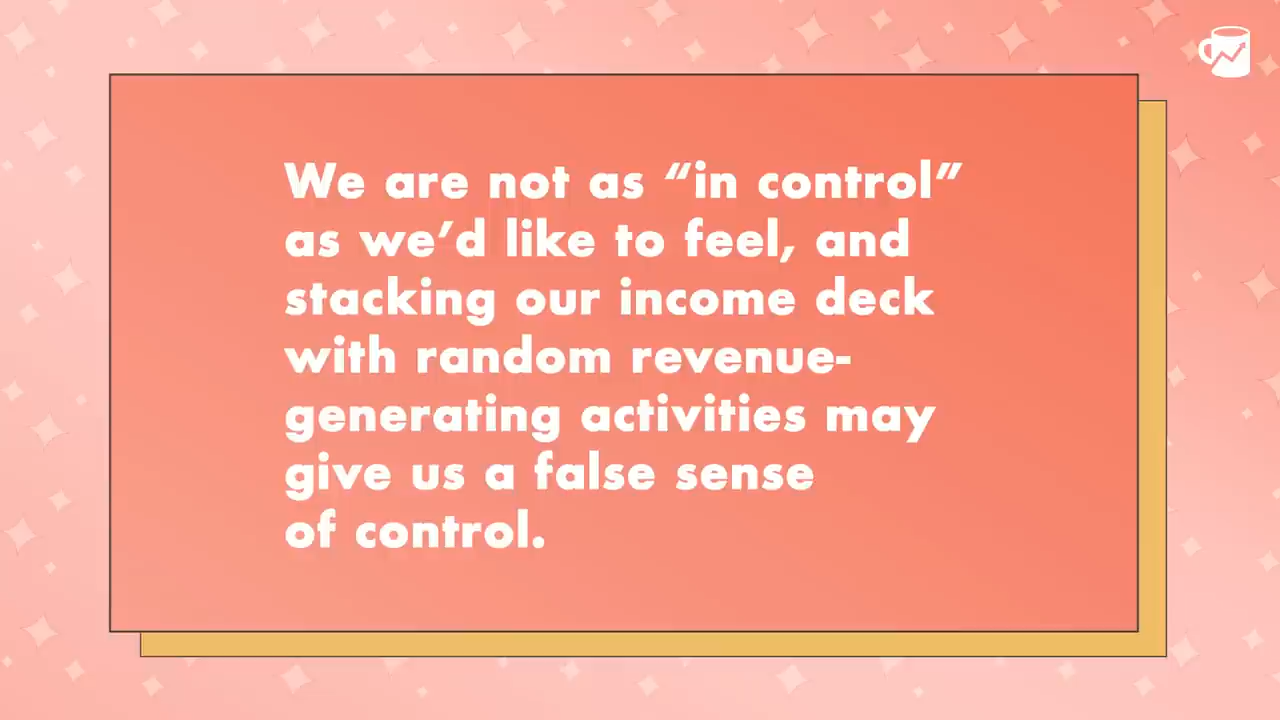 We are not as “in control”
as we’d like to feel, and
stacking our income deck
with random revenue-
generating activities may
give us a false sense
of control.